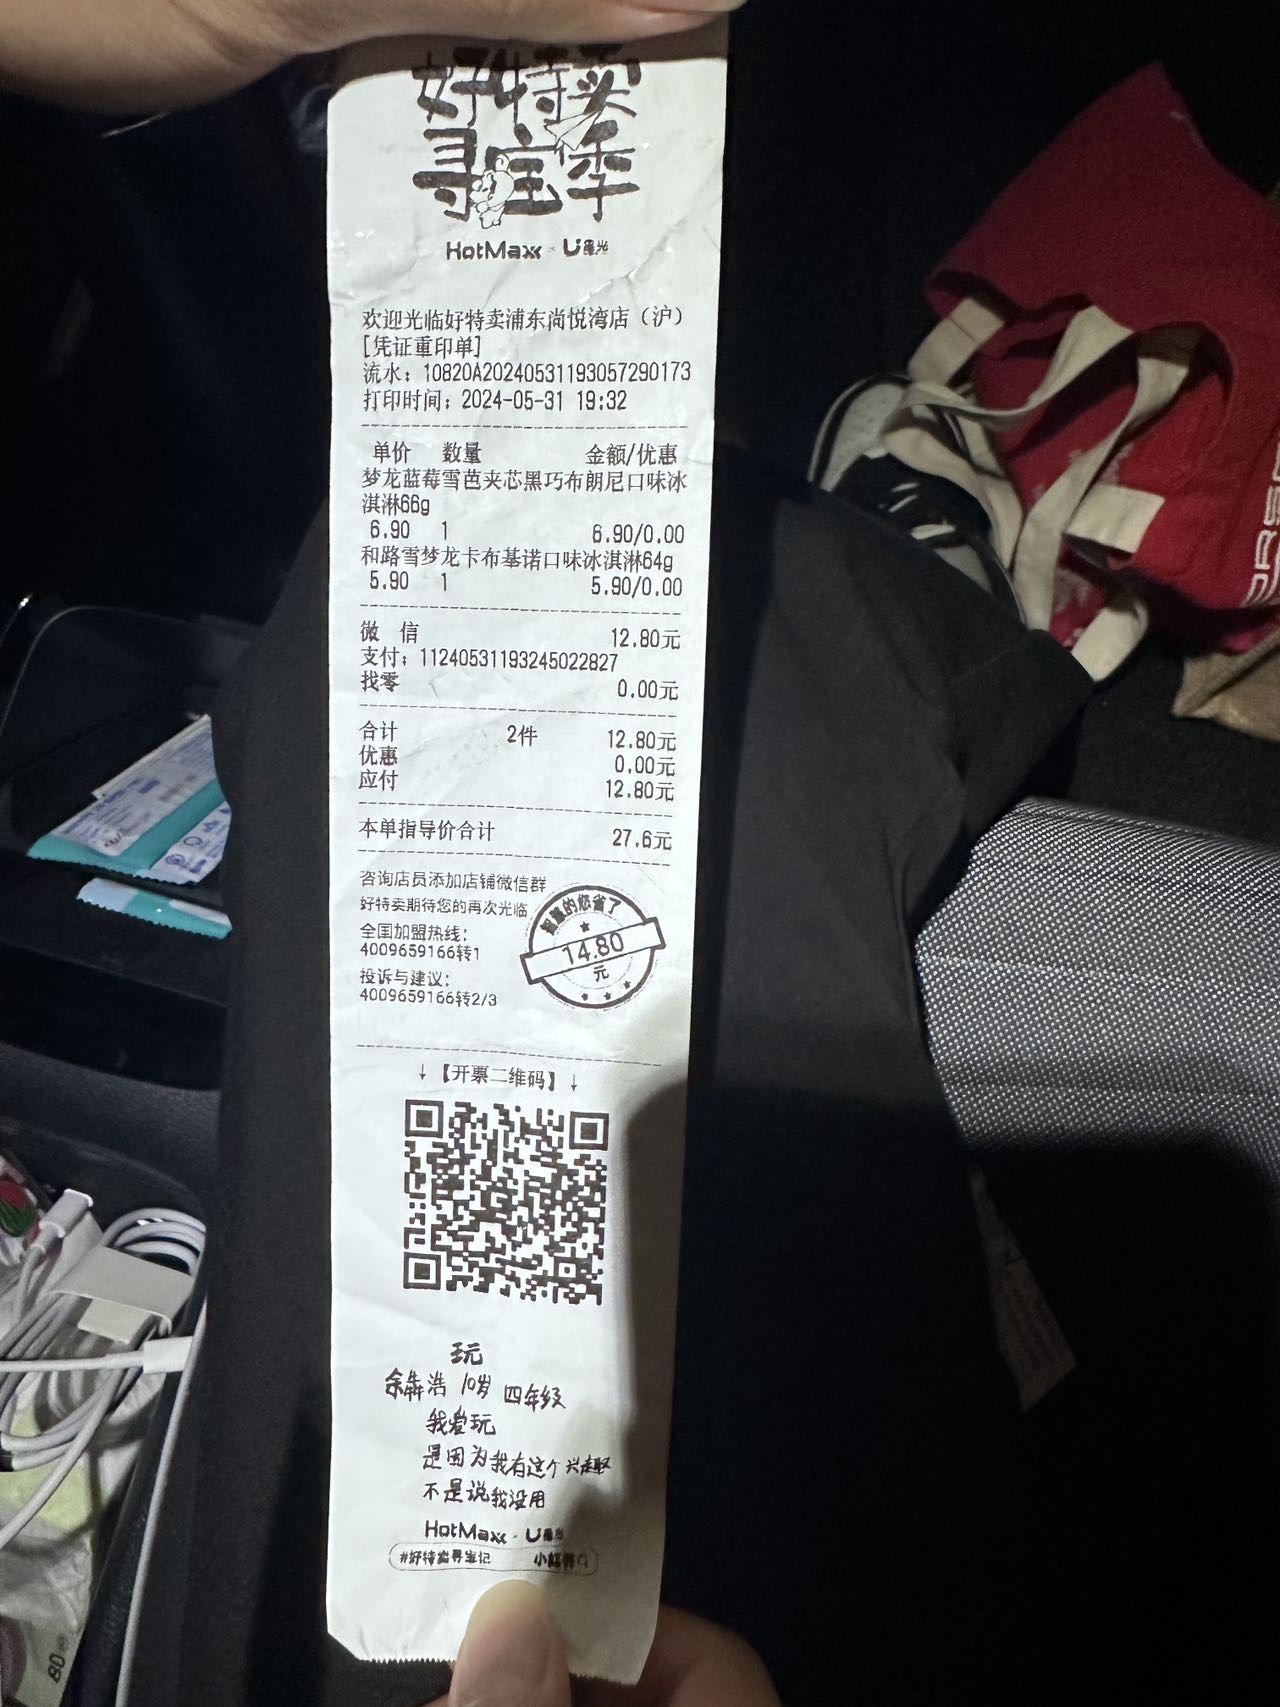 好特卖
寻宝季
HotMaxx × U
欢迎光临好特卖浦东尚悦湾店（沪）
[凭证重印单]
流水：10820A20240531193057290173
打印时间：2024-05-31 19:32
单价 数量 金额/优惠
梦龙蓝莓雪芭夹芯黑巧布朗尼口味冰
淇淋66g
6.90 1 6.90/0.00
和路雪梦龙卡布基诺口味冰淇淋64g
5.90 1 5.90/0.00
微 信 12.80元
支付：11240531193245022827
找零 0.00元
合计 2件 12.80元
优惠 0.00元
应付 12.80元
本单指导价合计 27.6元
咨询店员添加店铺微信群
好特卖期待您的再次光临
全国加盟热线：
4009659166转1
投诉与建议：
4009659166转2/3
的您省了
14.80
元
↓【开票二维码】↓
玩
余犇浩 10岁 四年级
我爱玩
是因为我有这个兴趣
不是说我没用
HotMaxx × U
#好特卖寻宝记
80